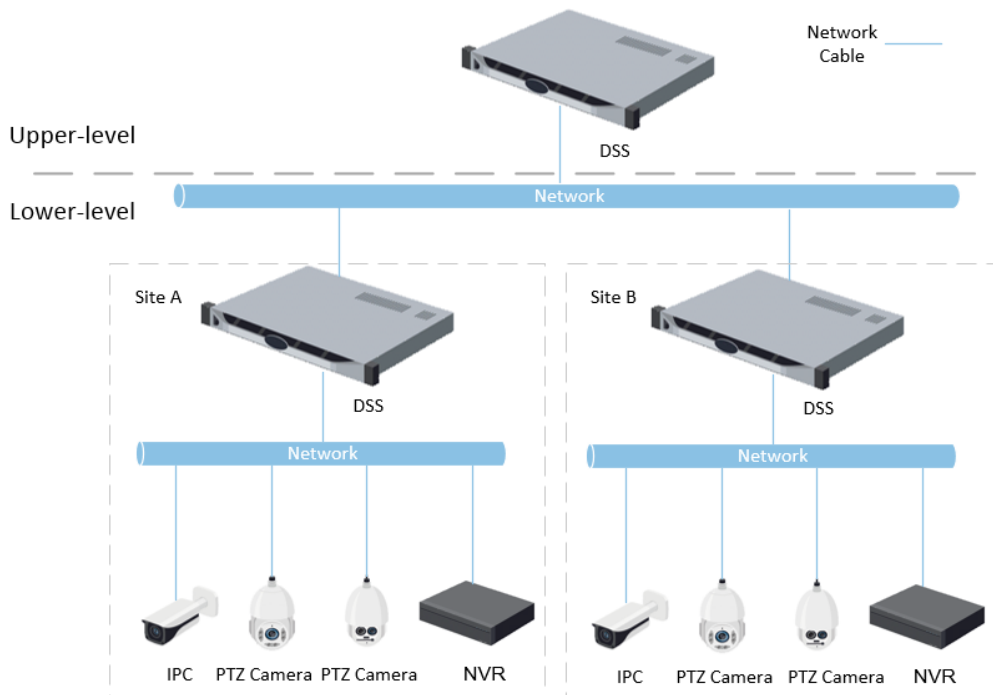 Network
Cable
DSS
Upper-level
Network
Lower-level
Site A
Site B
DSS
DSS
Network
Network
IPC
PTZ Camera
PTZ Camera
NVR
IPC
PTZ Camera
PTZ Camera
NVR